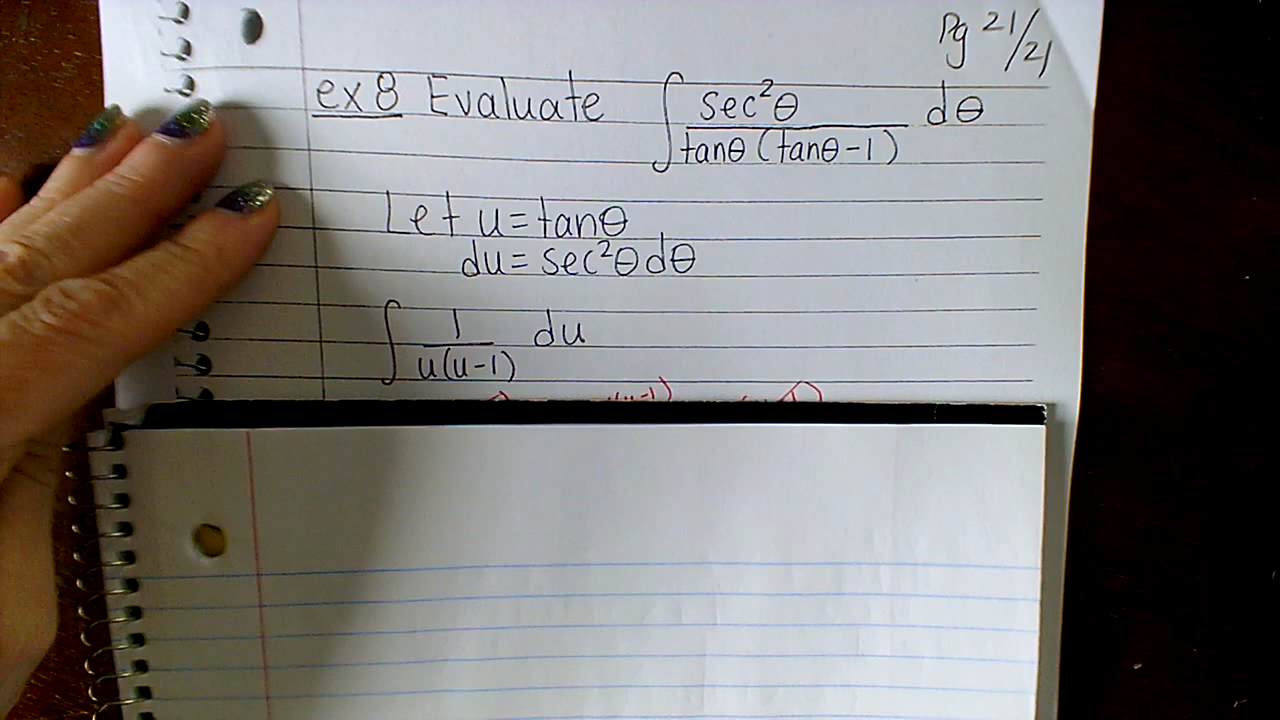 Pg 21/21
ex 8 Evaluate ∫ sec²θ / tanθ (tanθ-1) dθ
Let u = tanθ
du = sec²θ dθ
∫ 1 / u(u-1) du